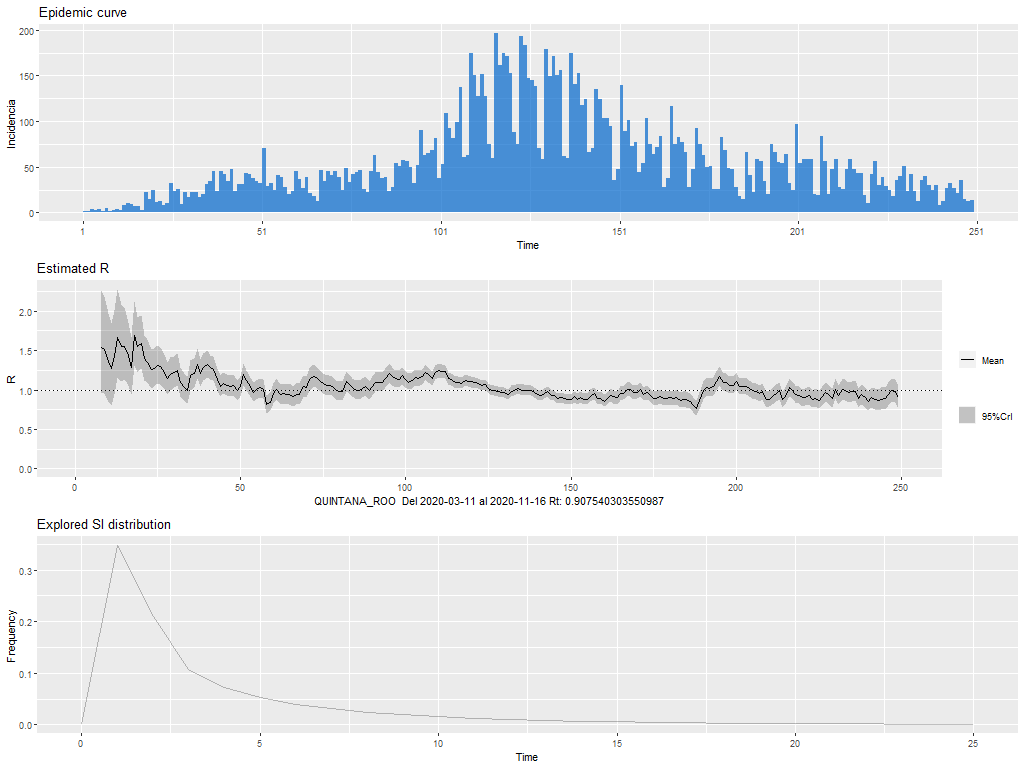 Epidemic curve
200
150
100
50
0
Incidencia
1
51
101
151
201
251
Time
Estimated R
2.0
1.5
1.0
0.5
0.0
R
0
50
100
150
200
250
QUINTANA_ROO Del 2020-03-11 al 2020-11-16 Rt: 0.907540303550987
Mean
95%CrI
Explored SI distribution
0.3
0.2
0.1
0.0
Frequency
0
5
10
15
20
25
Time